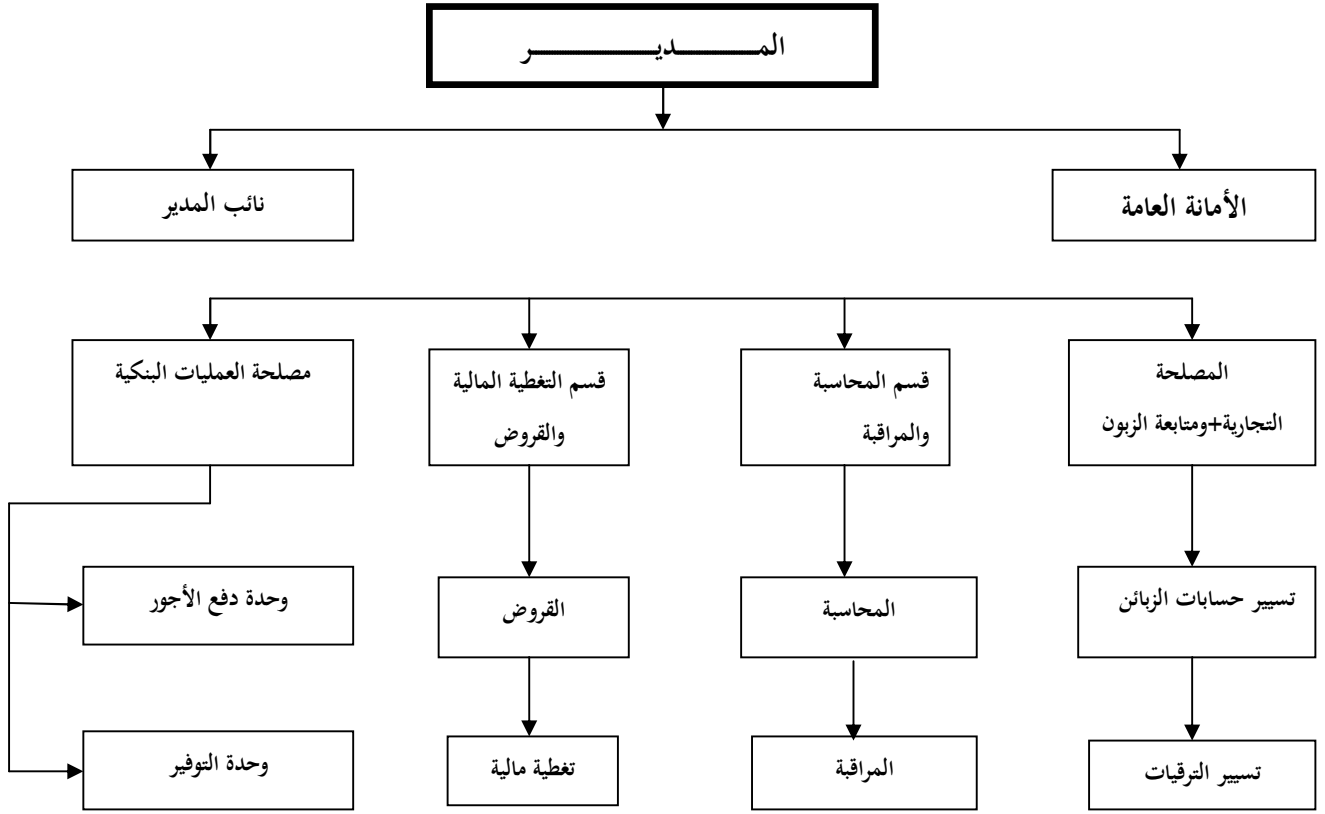 المـــــــــديـــــــــــــر
الأمانة العامة
نائب المدير
المصلحة
التجارية+ومتابعة الزبون
قسم المحاسبة
والمراقبة
قسم التغطية المالية
والقروض
مصلحة العمليات البنكية
تسيير حسابات الزبائن
المحاسبة
القروض
وحدة دفع الأجور
تسيير الترقيات
المراقبة
تغطية مالية
وحدة التوفير